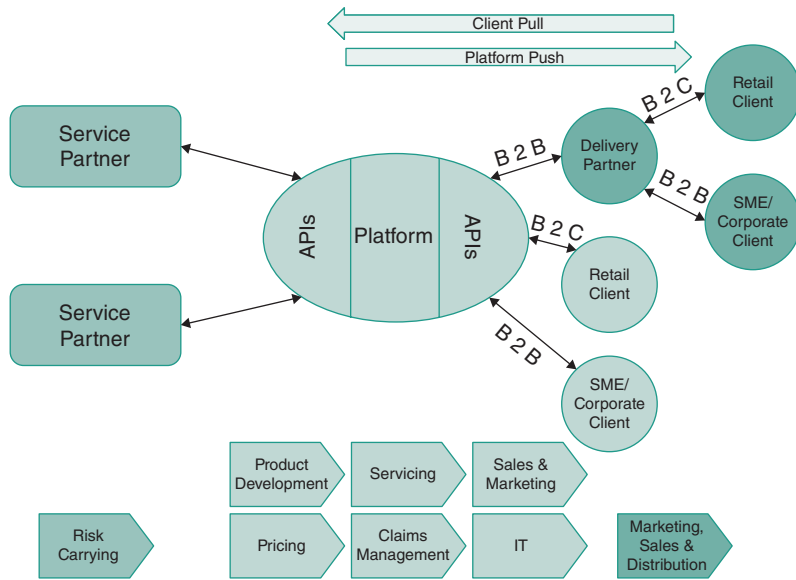 Client Pull
Platform Push
Retail
Client
B 2 C
Service
Partner
B 2 B
Delivery
Partner
B 2 B
SME/
Corporate
Client
APIs
Platform
APIs
B 2 C
Retail
Client
Service
Partner
B 2 B
SME/
Corporate
Client
Product
Development
Servicing
Sales &
Marketing
Risk
Carrying
Pricing
Claims
Management
IT
Marketing,
Sales &
Distribution